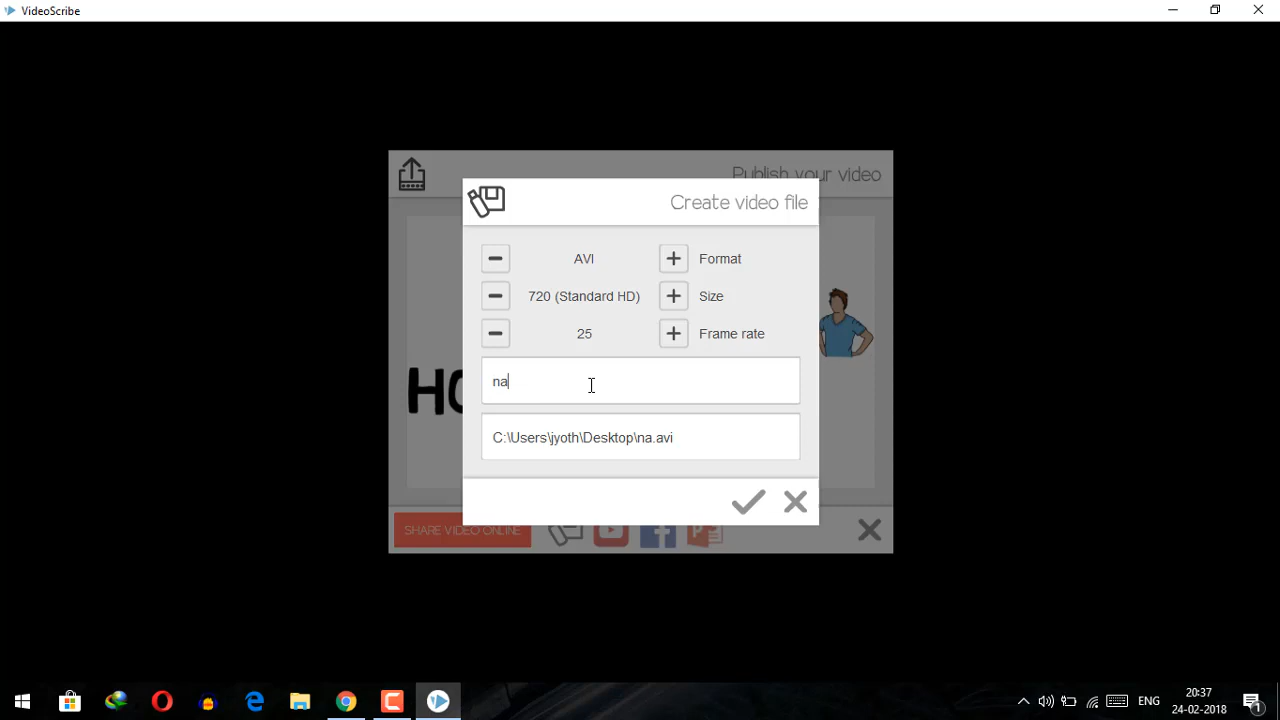 VideoScribe
Publish your video
Create video file
AVI
Format
720 (Standard HD)
Size
25
Frame rate
na
C:\Users\jyoth\Desktop\na.avi
HO
SHARE VIDEO ONLINE
ENG
20:37
24-02-2018
1